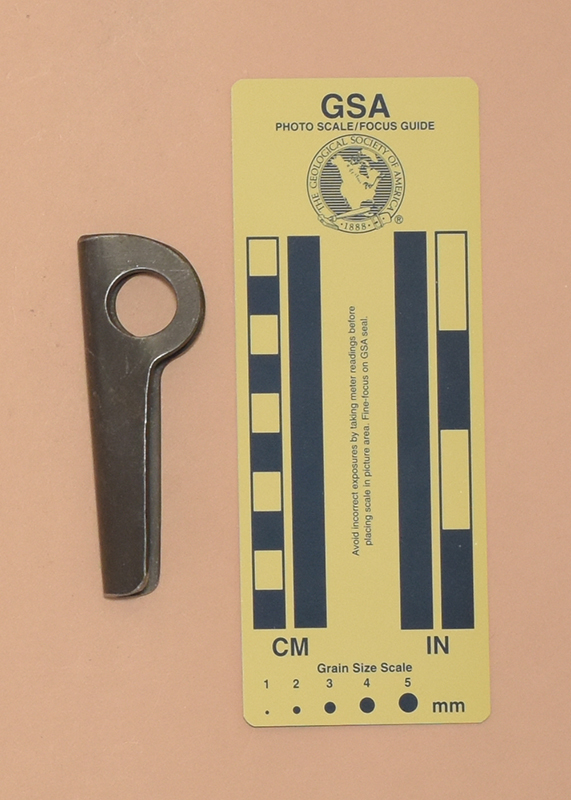 GSA
PHOTO SCALE/FOCUS GUIDE
THE GEOLOGICAL SOCIETY OF AMERICA
·1888·
®
Avoid incorrect exposures by taking meter readings before
placing scale in picture area. Fine-focus on GSA seal.
CM IN
Grain Size Scale
1 2 3 4 5
mm